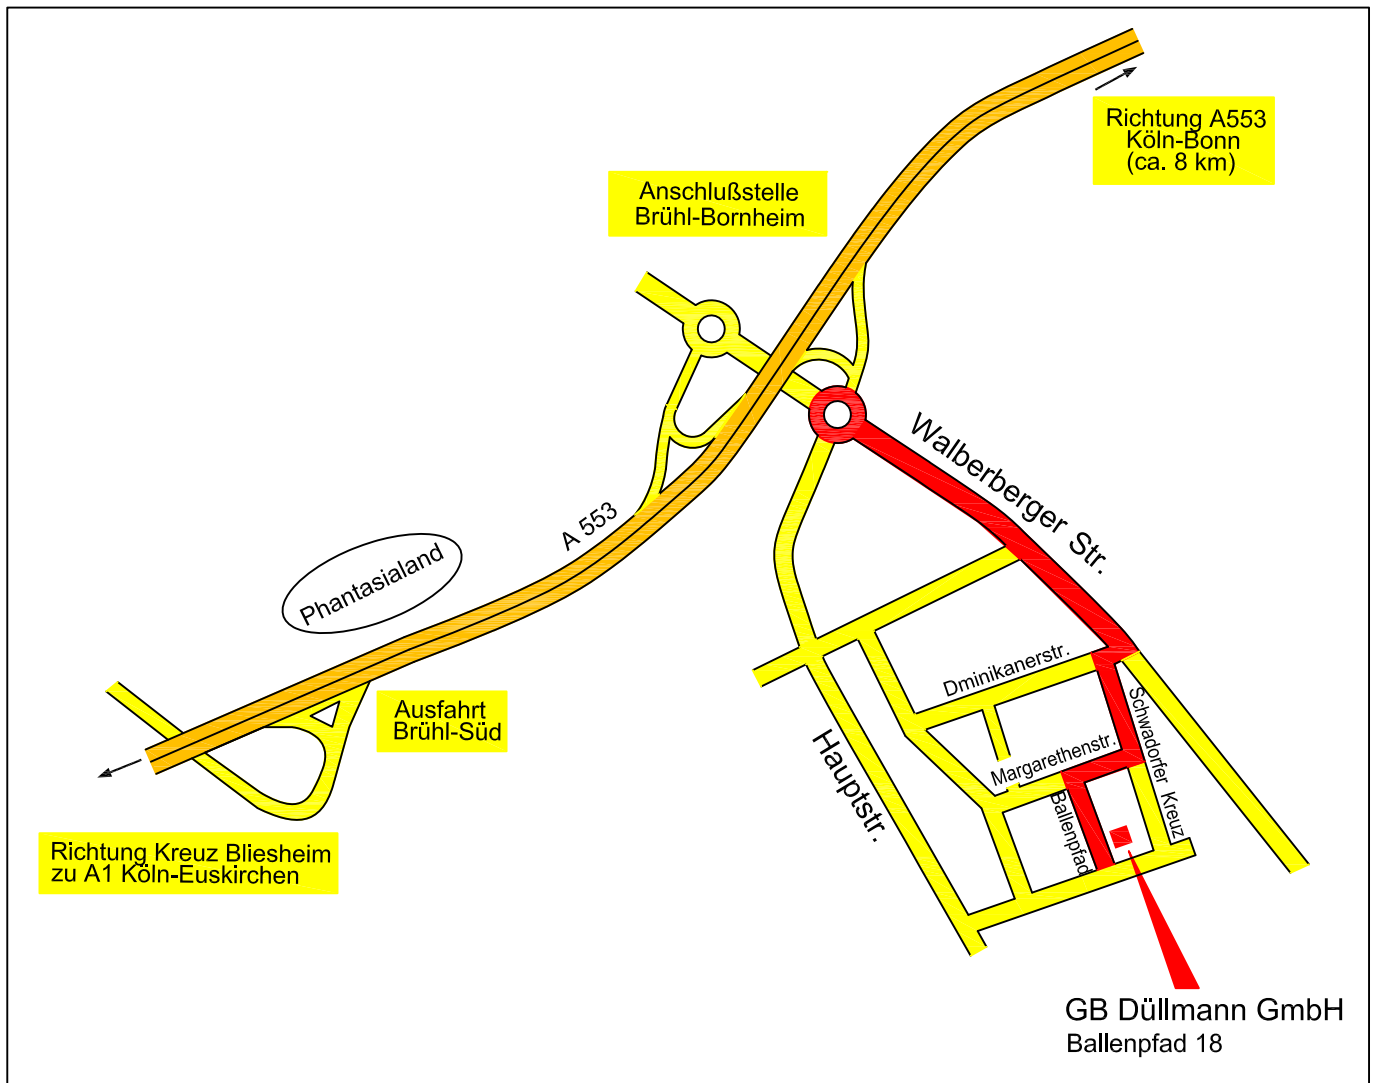 Richtung A553
Köln-Bonn
(ca. 8 km)
Anschlußstelle
Brühl-Bornheim
Walberberger Str.
A 553
Phantasialand
Ausfahrt
Brühl-Süd
Dminikanerstr.
Schwadorfer Kreuz
Hauptstr.
Margarethenstr.
Ballenpfad
Richtung Kreuz Bliesheim
zu A1 Köln-Euskirchen
GB Düllmann GmbH
Ballenpfad 18